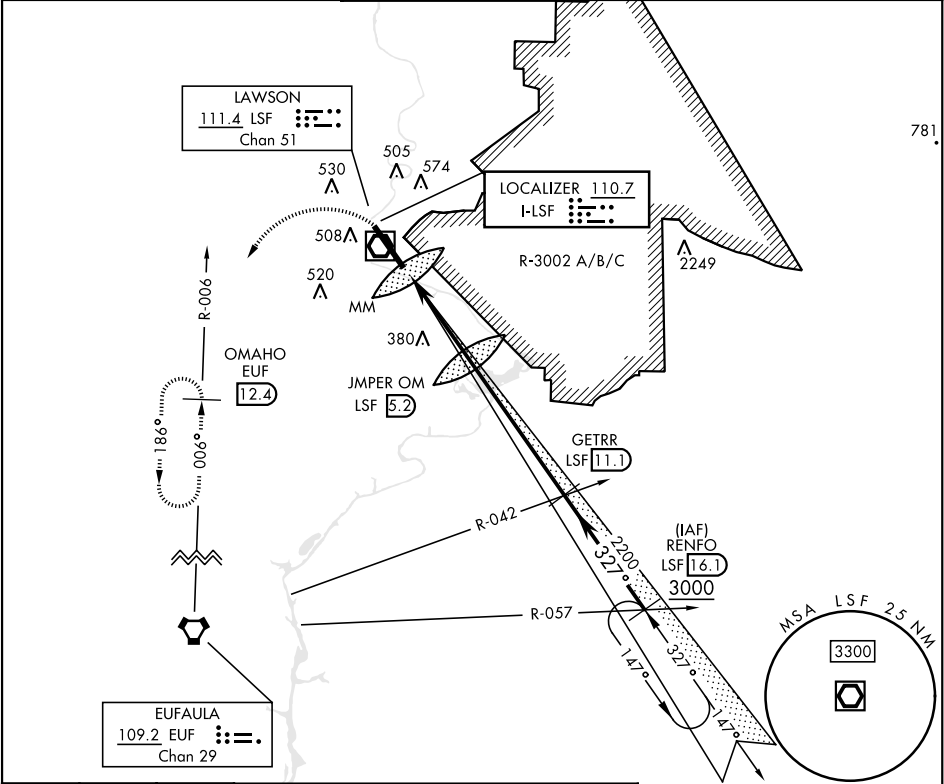 LAWSON
111.4 LSF
Chan 51
781
530
505
574
LOCALIZER 110.7
I-LSF
508
R-3002 A/B/C
2249
R-006
520
MM
380
OMAHO
EUF
12.4
JMPER OM
LSF 5.2
186°
006°
GETRR
LSF 11.1
R-042
2200
327°
(IAF)
RENFO
LSF 16.1
3000
R-057
147°
327°
147°
MSA LSF 25 NM
3300
EUFAULA
109.2 EUF
Chan 29